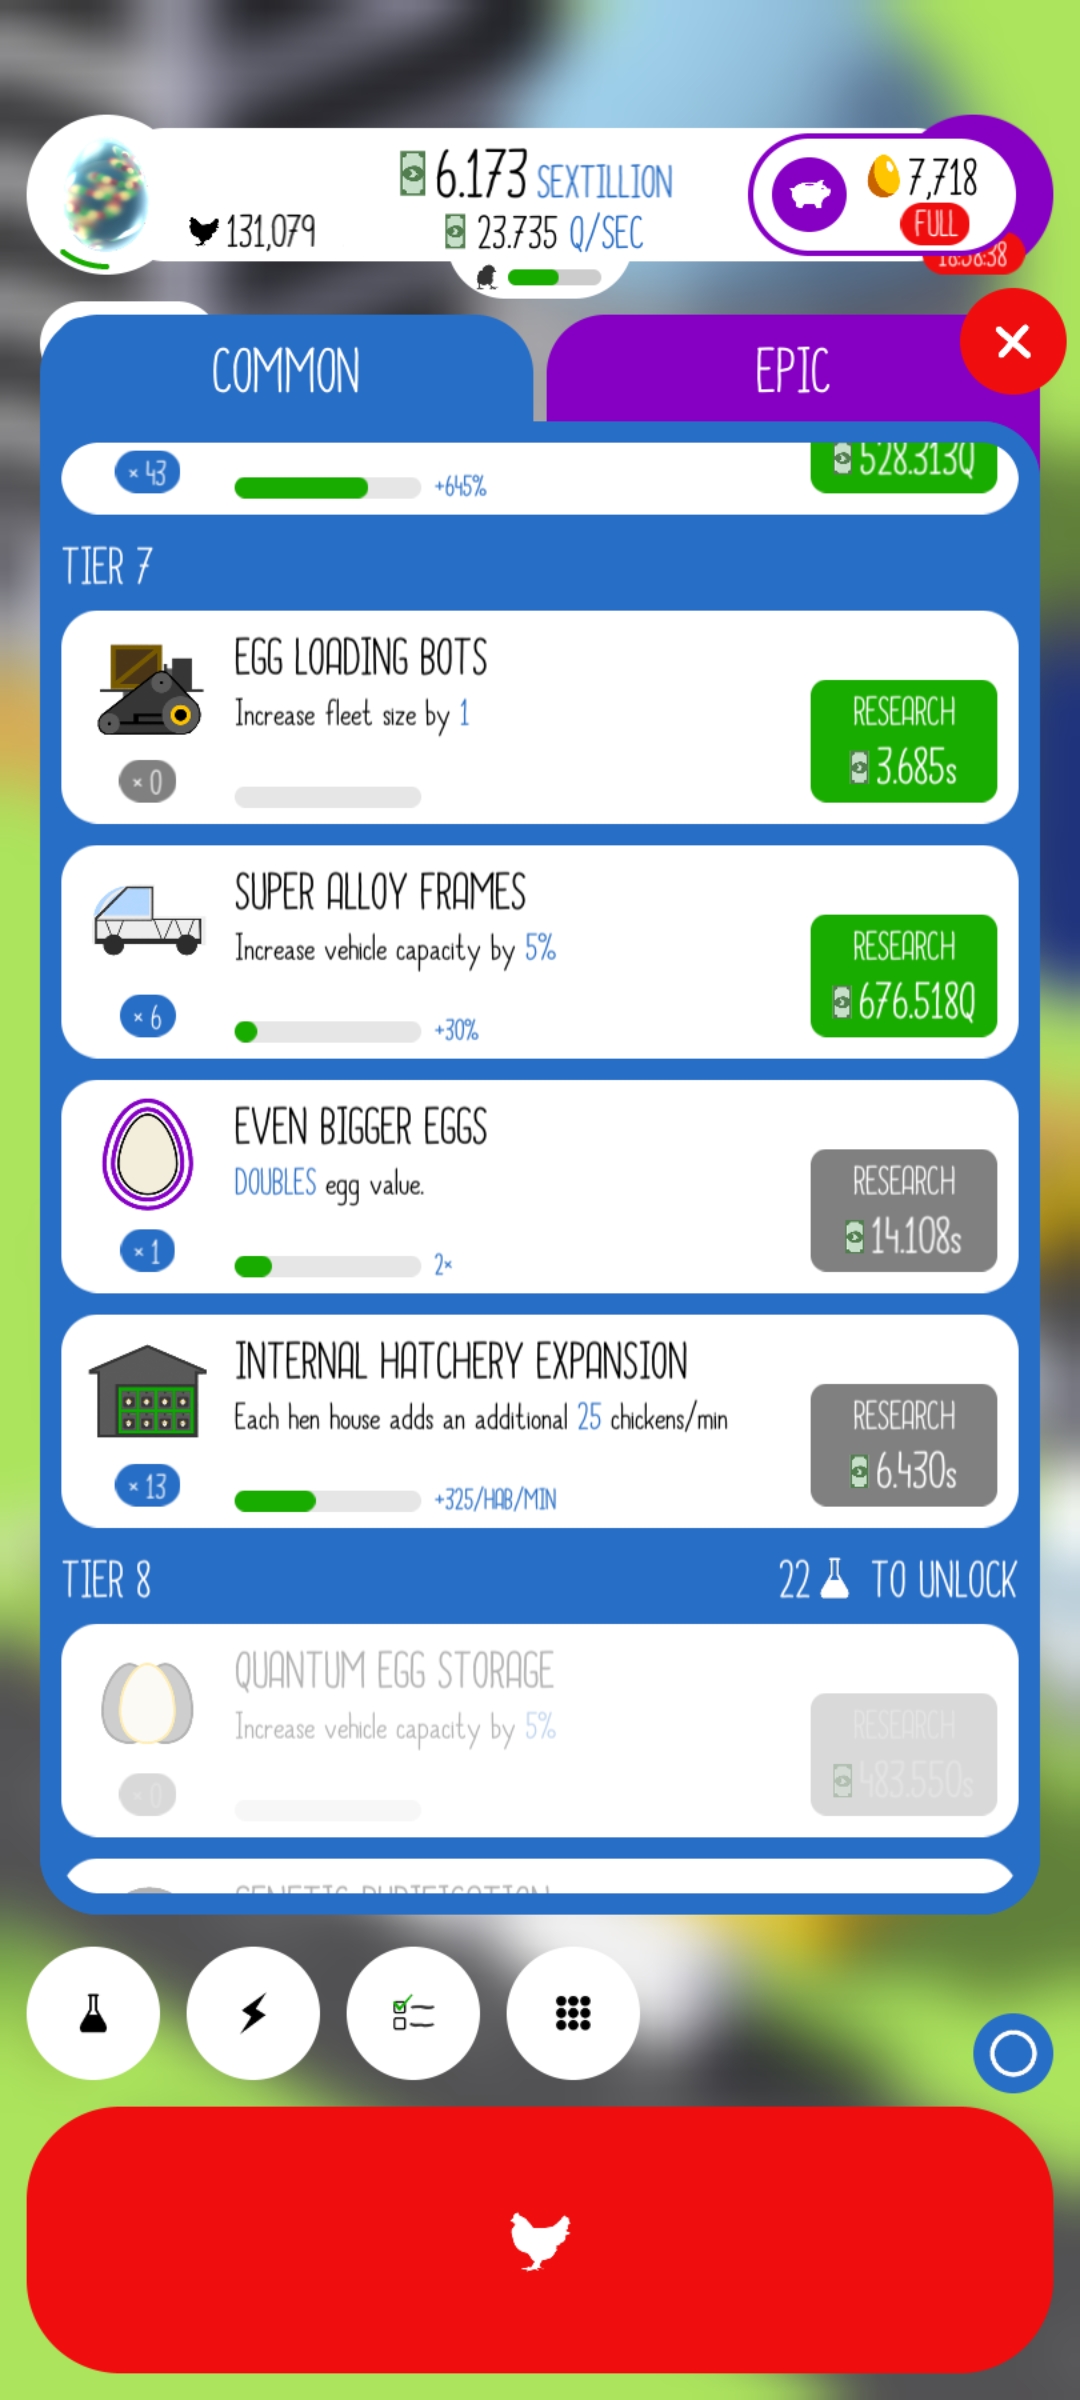 6.173 SEXTILLION
131,079
23.735 Q/SEC
7,718
FULL
COMMON
EPIC
× 43
+645%
528.313Q
TIER 7
EGG LOADING BOTS
Increase fleet size by 1
× 0
RESEARCH
3.685s
SUPER ALLOY FRAMES
Increase vehicle capacity by 5%
× 6
+30%
RESEARCH
676.518Q
EVEN BIGGER EGGS
DOUBLES egg value.
× 1
2×
RESEARCH
14.108s
INTERNAL HATCHERY EXPANSION
Each hen house adds an additional 25 chickens/min
× 13
+325/HAB/MIN
RESEARCH
6.430s
TIER 8
22 TO UNLOCK
QUANTUM EGG STORAGE
Increase vehicle capacity by 5%
× 0
RESEARCH
483.550s